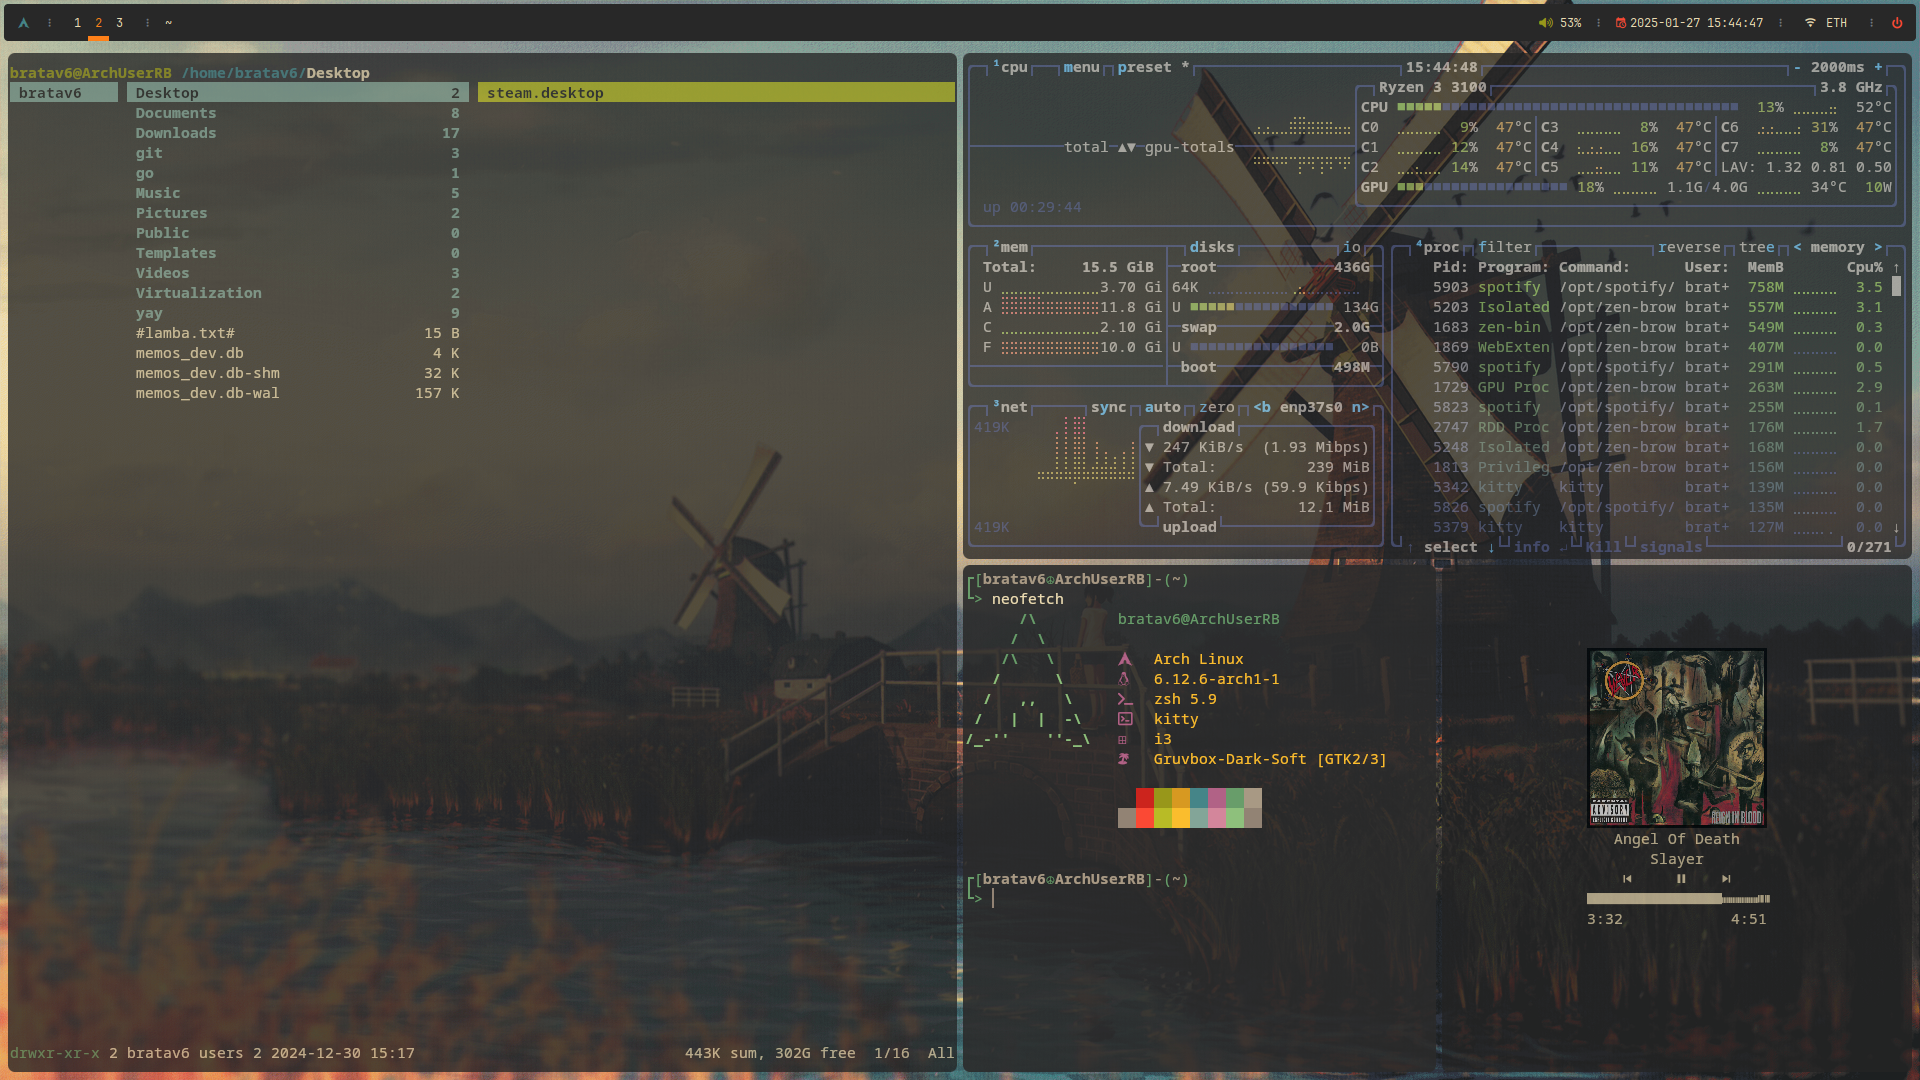 1 2 3 ~ 53% 2025-01-27 15:44:47 ETH
bratav6@ArchUserRB /home/bratav6/Desktop
bratav6 Desktop 2 steam.desktop
Documents 8
Downloads 17
git 3
go 1
Music 5
Pictures 2
Public 0
Templates 0
Videos 3
Virtualization 2
yay 9
#lamba.txt# 15 B
memos_dev.db 4 K
memos_dev.db-shm 32 K
memos_dev.db-wal 157 K
drwxr-xr-x 2 bratav6 users 2 2024-12-30 15:17 443K sum, 302G free 1/16 All
¹cpu menu preset * 15:44:48 - 2000ms +
Ryzen 3 3100 3.8 GHz
CPU 13% 52°C
C0 9% 47°C C3 8% 47°C C6 31% 47°C
total ▲▼ gpu-totals C1 12% 47°C C4 16% 47°C C7 8% 47°C
C2 14% 47°C C5 11% 47°C LAV: 1.32 0.81 0.50
GPU 18% 1.1G/4.0G 34°C 10W
up 00:29:44
²mem disks io
Total: 15.5 GiB root 436G
U 3.70 Gi 64K
A 11.8 Gi U 134G
C 2.10 Gi swap 2.0G
F 10.0 Gi U 0B
boot 498M
³net sync auto zero <b enp37s0 n>
419K download
▼ 247 KiB/s (1.93 Mibps)
▼ Total: 239 MiB
▲ 7.49 KiB/s (59.9 Kibps)
▲ Total: 12.1 MiB
419K upload
⁴proc filter reverse tree < memory >
Pid: Program: Command: User: MemB Cpu% ↑
5903 spotify /opt/spotify/ brat+ 758M 3.5
5203 Isolated /opt/zen-brow brat+ 557M 3.1
1683 zen-bin /opt/zen-brow brat+ 549M 0.3
1869 WebExten /opt/zen-brow brat+ 407M 0.0
5790 spotify /opt/spotify/ brat+ 291M 0.5
1729 GPU Proc /opt/zen-brow brat+ 263M 2.9
5823 spotify /opt/spotify/ brat+ 255M 0.1
2747 RDD Proc /opt/zen-brow brat+ 176M 1.7
5248 Isolated /opt/zen-brow brat+ 168M 0.0
1813 Privileg /opt/zen-brow brat+ 156M 0.0
5342 kitty kitty brat+ 139M 0.0
5826 spotify /opt/spotify/ brat+ 135M 0.0
5379 kitty kitty brat+ 127M 0.0 ↓
↑ select ↓ info Kill signals 0/271
┌[bratav6☮ArchUserRB]-(~)
└> neofetch
bratav6@ArchUserRB
Arch Linux
6.12.6-arch1-1
zsh 5.9
kitty
i3
Gruvbox-Dark-Soft [GTK2/3]
┌[bratav6☮ArchUserRB]-(~)
└>
PARENTAL
ADVISORY
EXPLICIT CONTENT
REIGN IN BLOOD
Angel Of Death
Slayer
3:32 4:51